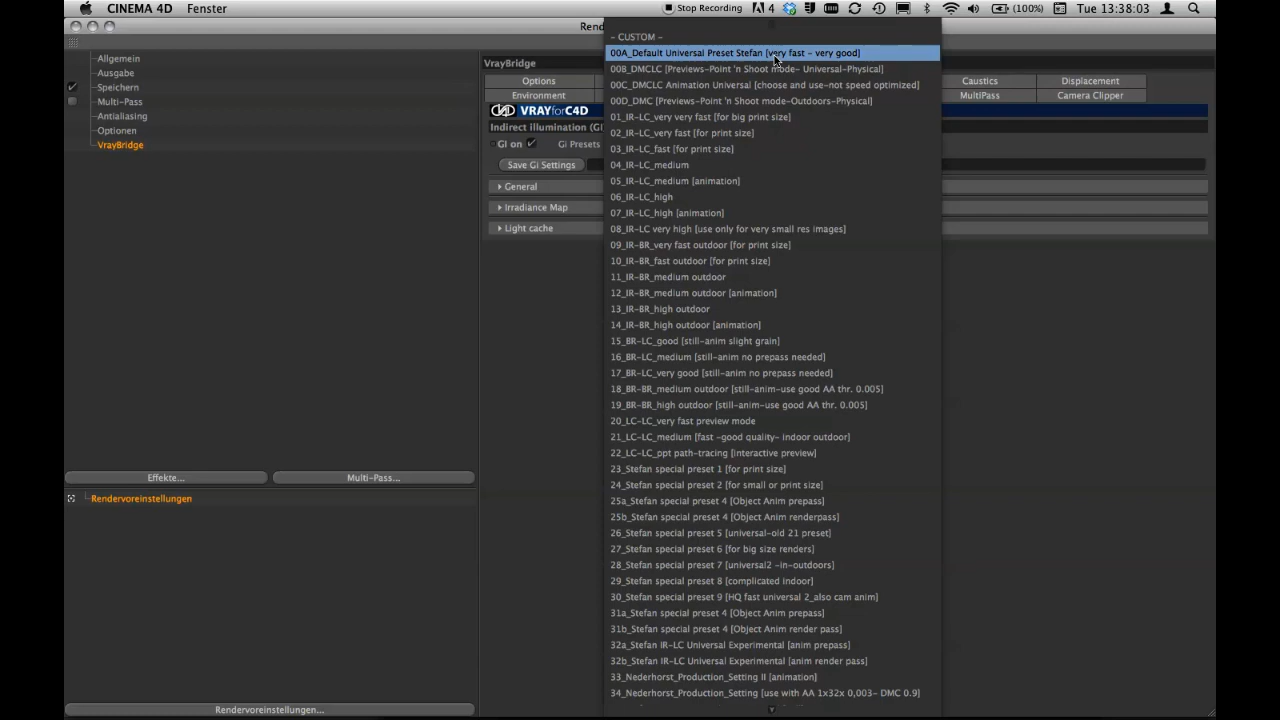 CINEMA 4D Fenster
Stop Recording 4 (100%) Tue 13:38:03
Allgemein
Ausgabe
Speichern
Multi-Pass
Antialiasing
Optionen
VrayBridge
Effekte... Multi-Pass...
Rendervoreinstellungen
Rendervoreinstellungen...
VrayBridge
Options Caustics Displacement
Environment MultiPass Camera Clipper
VRAYforC4D
Indirect illumination (GI
GI on Gi Presets
Save Gi Settings
General
Irradiance Map
Light cache
- CUSTOM -
00A_Default Universal Preset Stefan [very fast - very good]
00B_DMCLC [Previews-Point 'n Shoot mode- Universal-Physical]
00C_DMCLC Animation Universal [choose and use-not speed optimized]
00D_DMC [Previews-Point 'n Shoot mode-Outdoors-Physical]
01_IR-LC_very very fast [for big print size]
02_IR-LC_very fast [for print size]
03_IR-LC_fast [for print size]
04_IR-LC_medium
05_IR-LC_medium [animation]
06_IR-LC_high
07_IR-LC_high [animation]
08_IR-LC very high [use only for very small res images]
09_IR-BR_very fast outdoor [for print size]
10_IR-BR_fast outdoor [for print size]
11_IR-BR_medium outdoor
12_IR-BR_medium outdoor [animation]
13_IR-BR_high outdoor
14_IR-BR_high outdoor [animation]
15_BR-LC_good [still-anim slight grain]
16_BR-LC_medium [still-anim no prepass needed]
17_BR-LC_very good [still-anim no prepass needed]
18_BR-BR_medium outdoor [still-anim-use good AA thr. 0.005]
19_BR-BR_high outdoor [still-anim-use good AA thr. 0.005]
20_LC-LC_very fast preview mode
21_LC-LC_medium [fast -good quality- indoor outdoor]
22_LC-LC_ppt path-tracing [interactive preview]
23_Stefan special preset 1 [for print size]
24_Stefan special preset 2 [for small or print size]
25a_Stefan special preset 4 [Object Anim prepass]
25b_Stefan special preset 4 [Object Anim renderpass]
26_Stefan special preset 5 [universal-old 21 preset]
27_Stefan special preset 6 [for big size renders]
28_Stefan special preset 7 [universal2 -in-outdoors]
29_Stefan special preset 8 [complicated indoor]
30_Stefan special preset 9 [HQ fast universal 2_also cam anim]
31a_Stefan special preset 4 [Object Anim prepass]
31b_Stefan special preset 4 [Object Anim render pass]
32a_Stefan IR-LC Universal Experimental [anim prepass]
32b_Stefan IR-LC Universal Experimental [anim render pass]
33_Nederhorst_Production_Setting II [animation]
34_Nederhorst_Production_Setting [use with AA 1x32x 0,003- DMC 0.9]